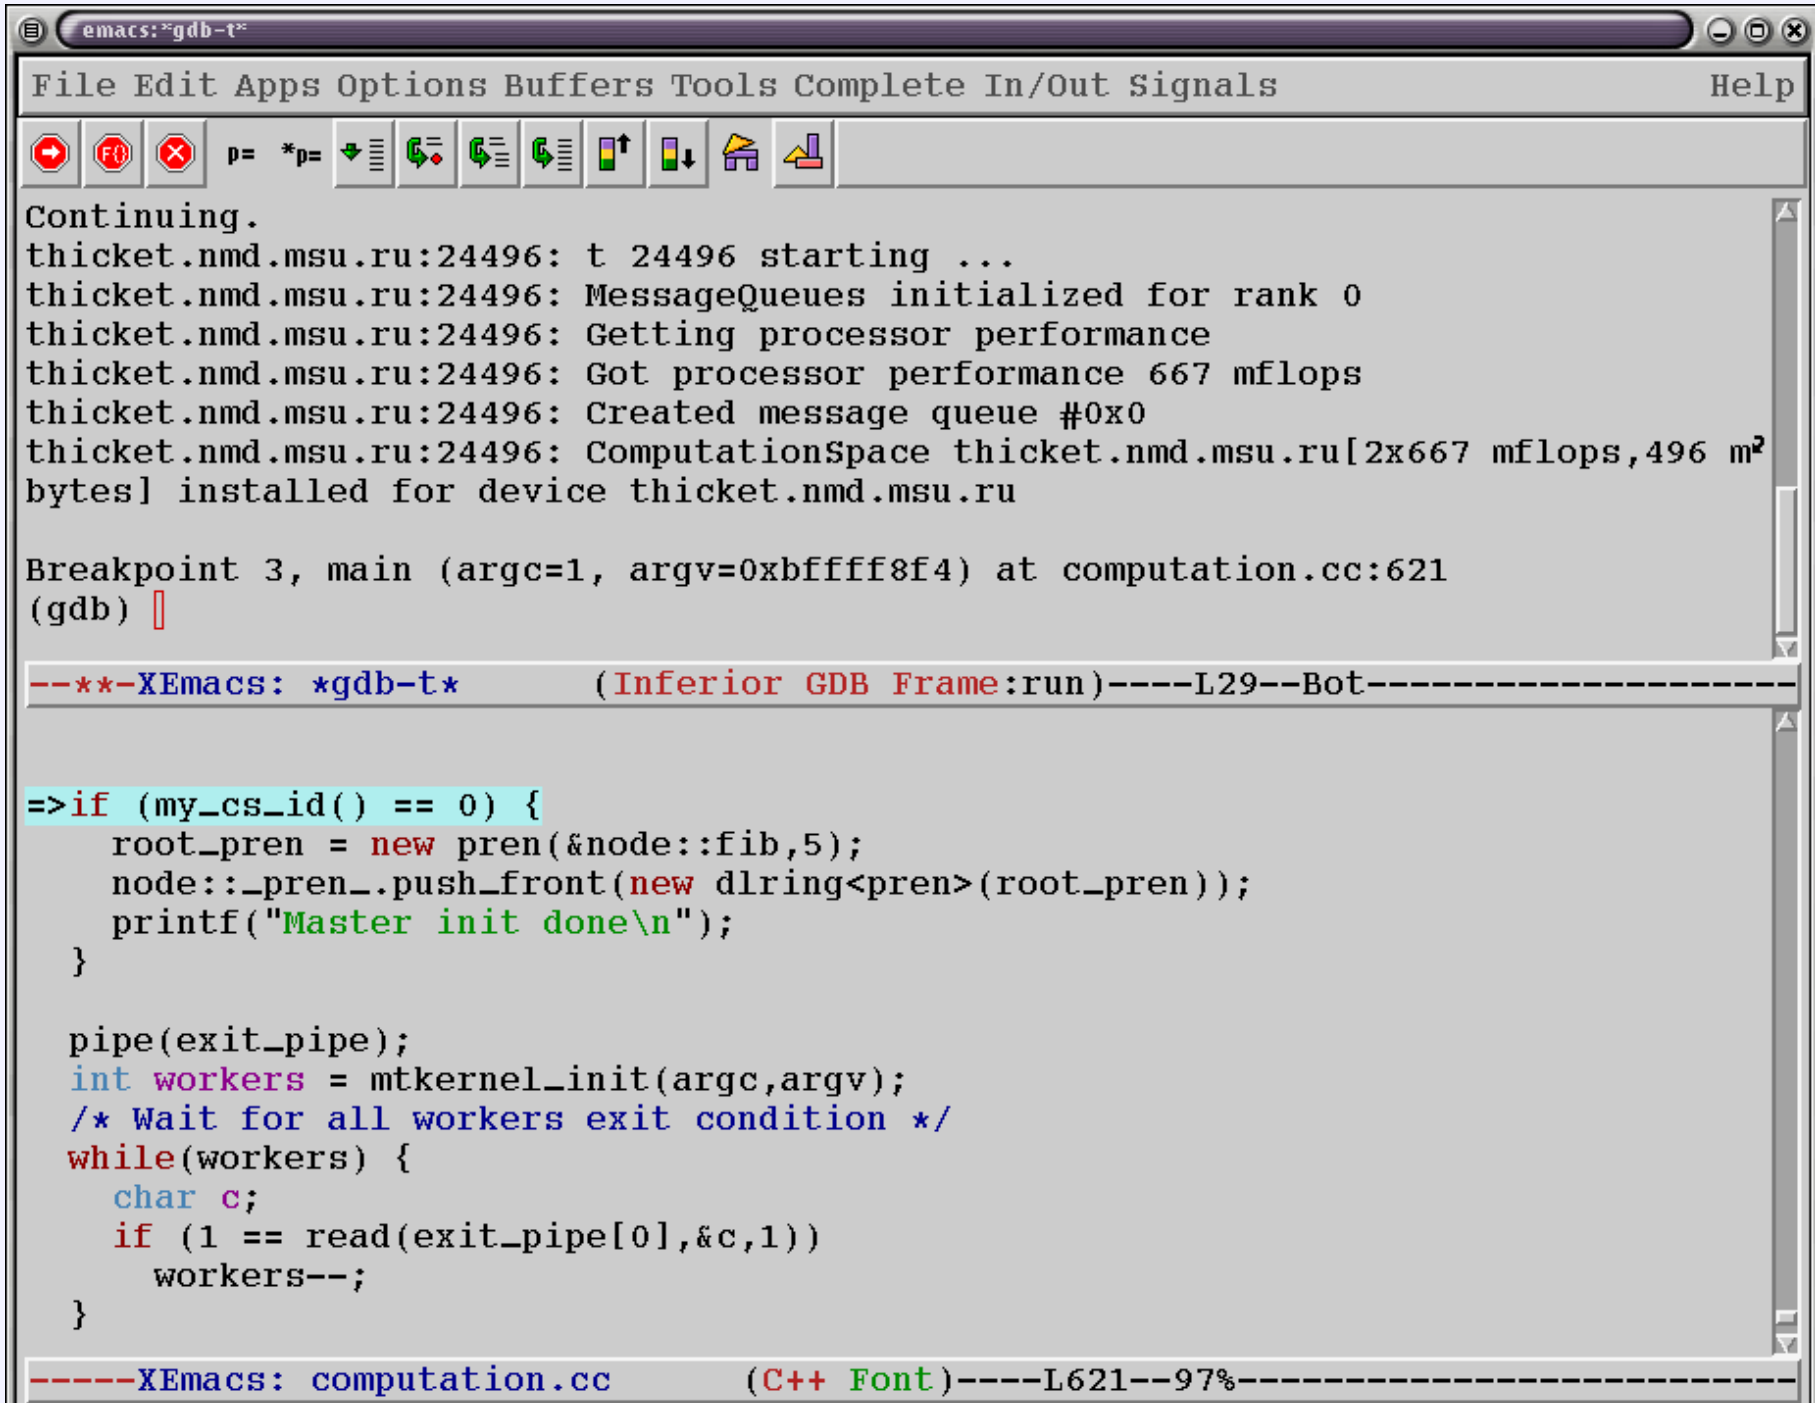 emacs:*gdb-t*
File Edit Apps Options Buffers Tools Complete In/Out Signals Help
F() p= *p=
Continuing.
thicket.nmd.msu.ru:24496: t 24496 starting ...
thicket.nmd.msu.ru:24496: MessageQueues initialized for rank 0
thicket.nmd.msu.ru:24496: Getting processor performance
thicket.nmd.msu.ru:24496: Got processor performance 667 mflops
thicket.nmd.msu.ru:24496: Created message queue #0x0
thicket.nmd.msu.ru:24496: ComputationSpace thicket.nmd.msu.ru[2x667 mflops,496 m
bytes] installed for device thicket.nmd.msu.ru
Breakpoint 3, main (argc=1, argv=0xbffff8f4) at computation.cc:621
(gdb)
--**-XEmacs: *gdb-t*      (Inferior GDB Frame:run)----L29--Bot--------------------
=>if (my_cs_id() == 0) {
    root_pren = new pren(&node::fib,5);
    node::_pren_.push_front(new dlring<pren>(root_pren));
    printf("Master init done\n");
  }
  pipe(exit_pipe);
  int workers = mtkernel_init(argc,argv);
  /* Wait for all workers exit condition */
  while(workers) {
    char c;
    if (1 == read(exit_pipe[0],&c,1))
      workers--;
  }
-----XEmacs: computation.cc      (C++ Font)----L621--97%--------------------------